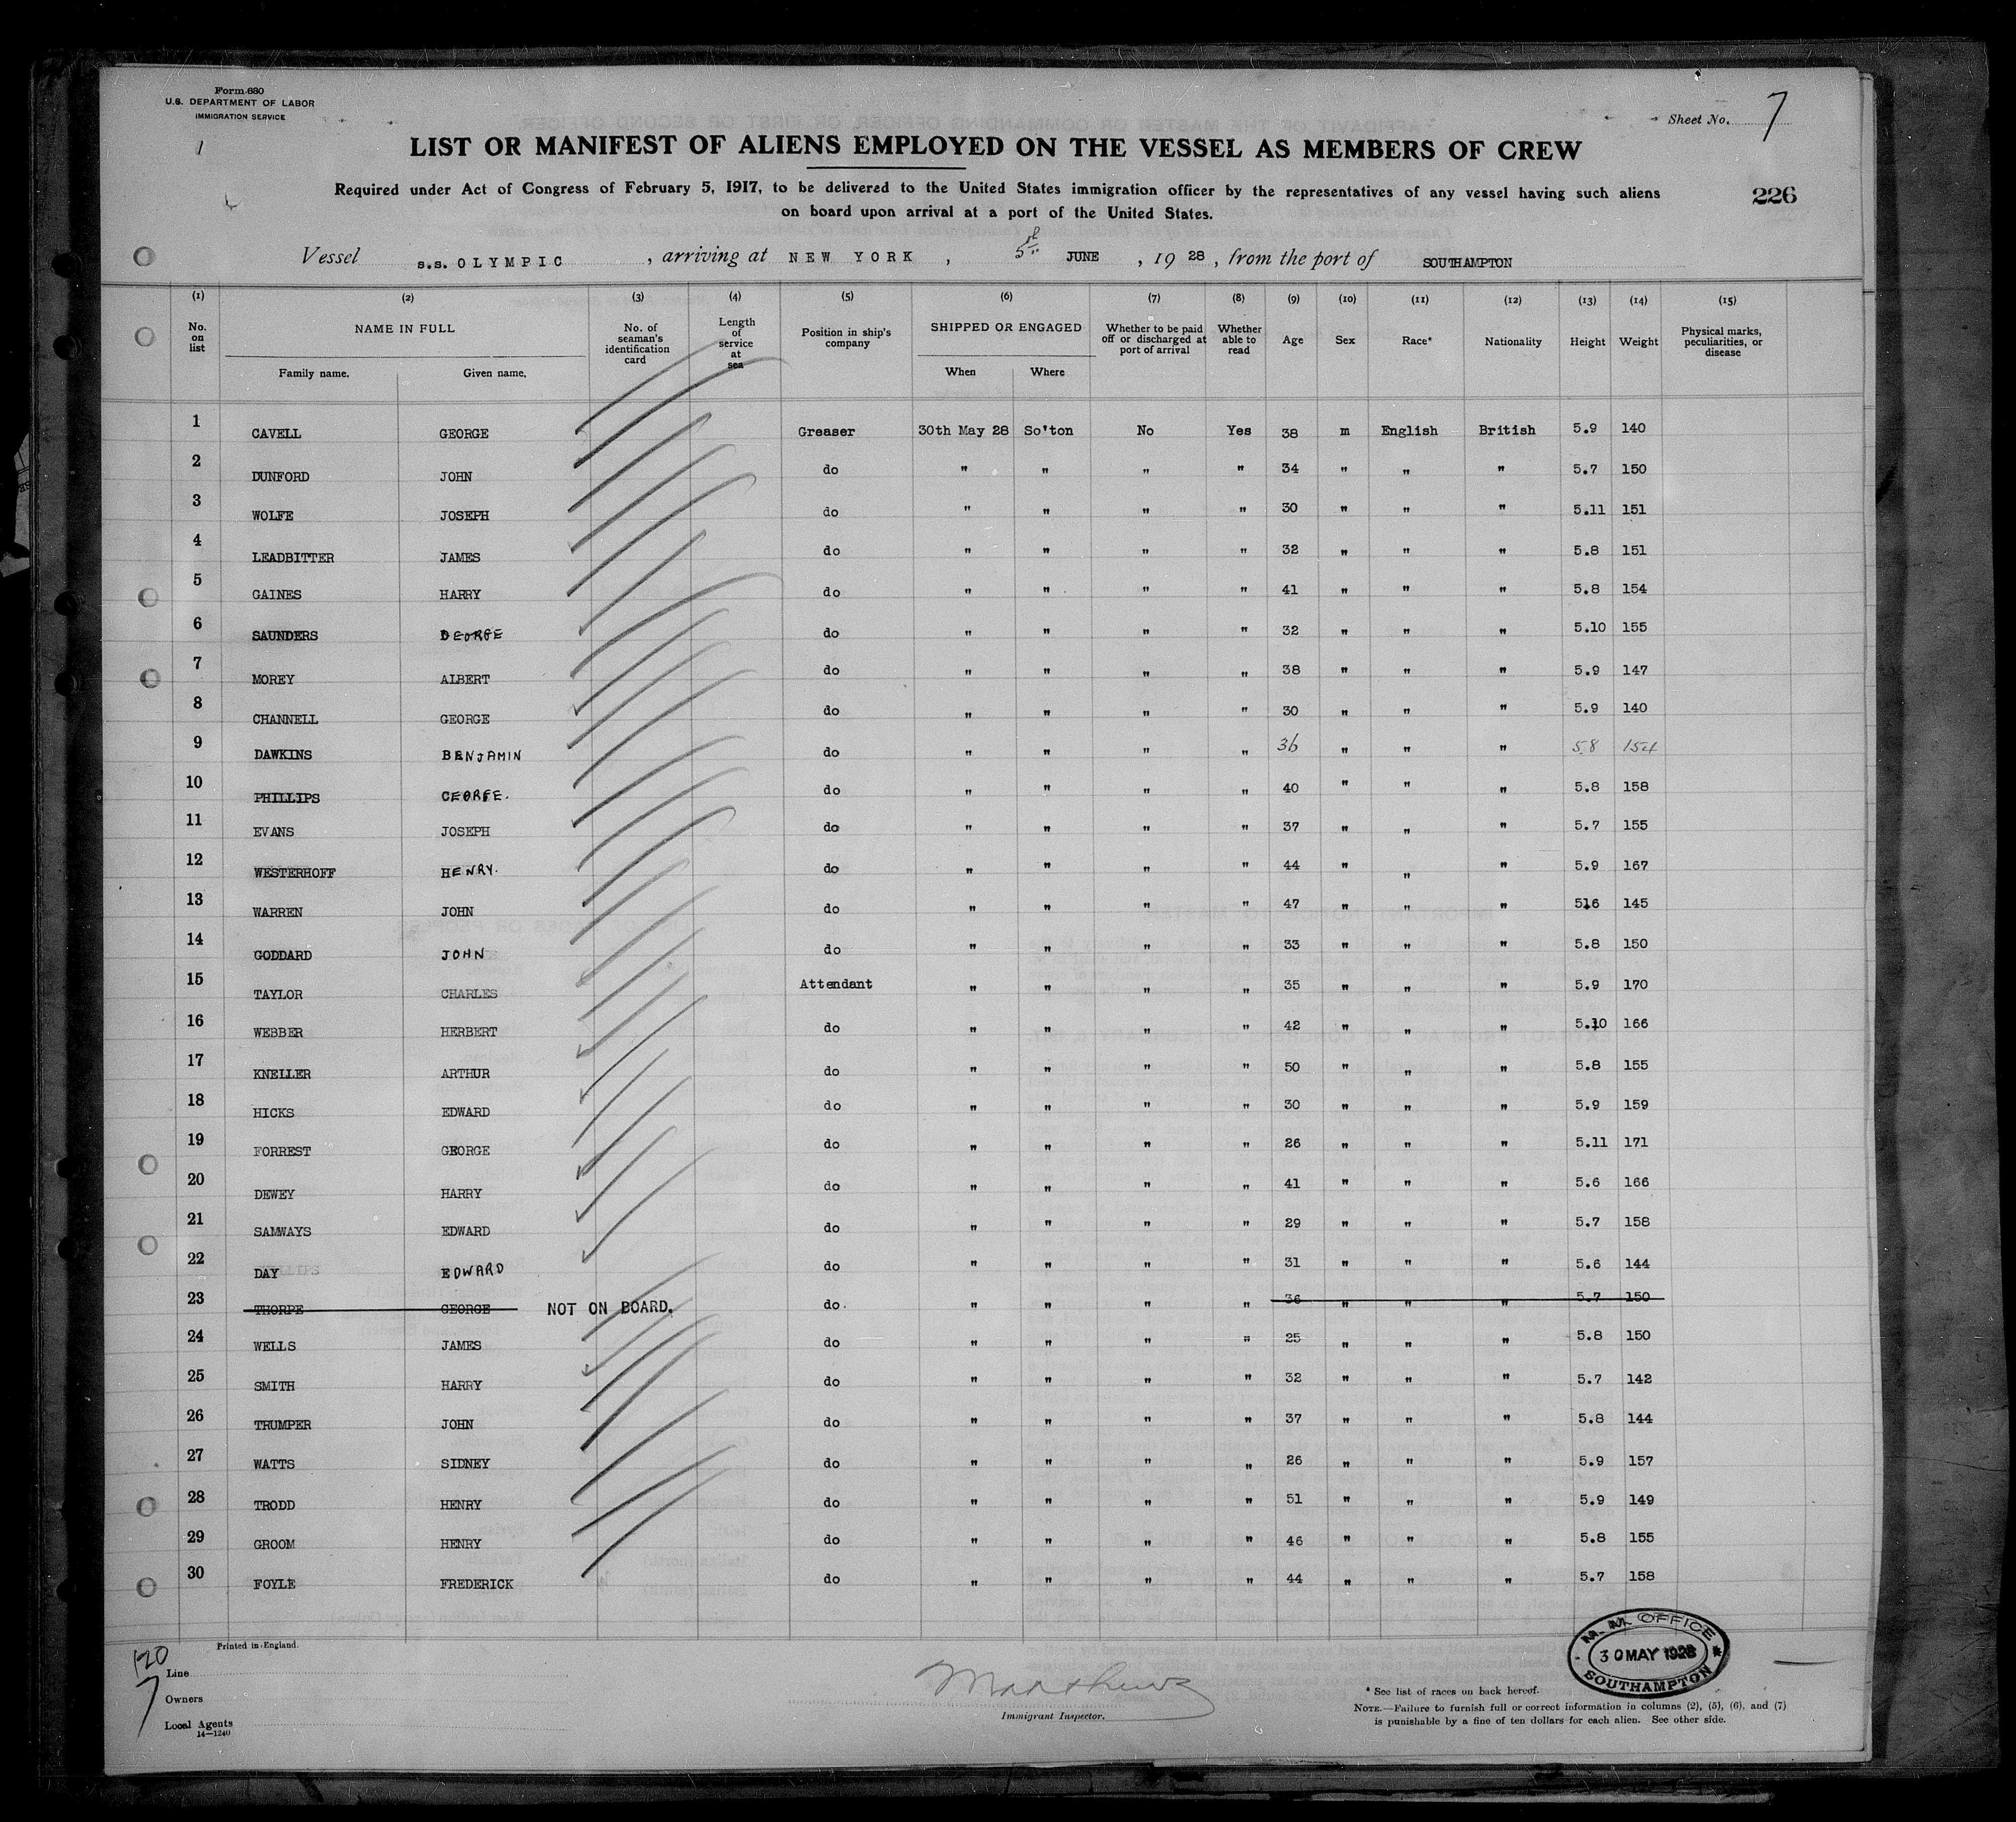 Form 680
U.S. DEPARTMENT OF LABOR
IMMIGRATION SERVICE
Sheet No. 7
LIST OR MANIFEST OF ALIENS EMPLOYED ON THE VESSEL AS MEMBERS OF CREW
Required under Act of Congress of February 5, 1917, to be delivered to the United States immigration officer by the representatives of any vessel having such aliens
on board upon arrival at a port of the United States.
226
Vessel s.s. OLYMPIC, arriving at NEW YORK, 5 JUNE, 1928, from the port of SOUTHAMPTON
(1) (2) (3) (4) (5) (6) (7) (8) (9) (10) (11) (12) (13) (14) (15)
No. on list NAME IN FULL Family name. Given name. No. of seaman's identification card Length of service at sea Position in ship's company SHIPPED OR ENGAGED When Where Whether to be paid off or discharged at port of arrival Whether able to read Age Sex Race* Nationality Height Weight Physical marks, peculiarities, or disease
1 CAVELL GEORGE Greaser 30th May 28 So'ton No Yes 38 m English British 5.9 140
2 DUNFORD JOHN do " " " " 34 " " " 5.7 150
3 WOLFE JOSEPH do " " " " 30 " " " 5.11 151
4 LEADBITTER JAMES do " " " " 32 " " " 5.8 151
5 GAINES HARRY do " " " " 41 " " " 5.8 154
6 SAUNDERS GEORGE do " " " " 32 " " " 5.10 155
7 MOREY ALBERT do " " " " 38 " " " 5.9 147
8 CHANNELL GEORGE do " " " " 30 " " " 5.9 140
9 DAWKINS BENJAMIN do " " " " 36 " " " 5.8 154
10 PHILLIPS GEORGE. do " " " " 40 " " " 5.8 158
11 EVANS JOSEPH do " " " " 37 " " " 5.7 155
12 WESTERHOFF HENRY. do " " " " 44 " " " 5.9 167
13 WARREN JOHN do " " " " 47 " " " 5.6 145
14 GODDARD JOHN do " " " " 33 " " " 5.8 150
15 TAYLOR CHARLES Attendant " " " " 35 " " " 5.9 170
16 WEBBER HERBERT do " " " " 42 " " " 5.10 166
17 KNELLER ARTHUR do " " " " 50 " " " 5.8 155
18 HICKS EDWARD do " " " " 30 " " " 5.9 159
19 FORREST GEORGE do " " " " 26 " " " 5.11 171
20 DEWEY HARRY do " " " " 41 " " " 5.6 166
21 SAMWAYS EDWARD do " " " " 29 " " " 5.7 158
22 DAY EDWARD do " " " " 31 " " " 5.6 144
23 THORPE GEORGE NOT ON BOARD. do. " " " " 36 " " " 5.7 150
24 WELLS JAMES do " " " " 25 " " " 5.8 150
25 SMITH HARRY do " " " " 32 " " " 5.7 142
26 TRUMPER JOHN do " " " " 37 " " " 5.8 144
27 WATTS SIDNEY do " " " " 26 " " " 5.9 157
28 TRODD HENRY do " " " " 51 " " " 5.9 149
29 GROOM HENRY do " " " " 46 " " " 5.8 155
30 FOYLE FREDERICK do " " " " 44 " " " 5.7 158
Printed in England.
120
7
Line
Owners
Local Agents
14—1240
Matthews
Immigrant Inspector.
M. M. OFFICE
30 MAY 1928
SOUTHAMPTON
* See list of races on back hereof.
NOTE.—Failure to furnish full or correct information in columns (2), (5), (6), and (7)
is punishable by a fine of ten dollars for each alien. See other side.